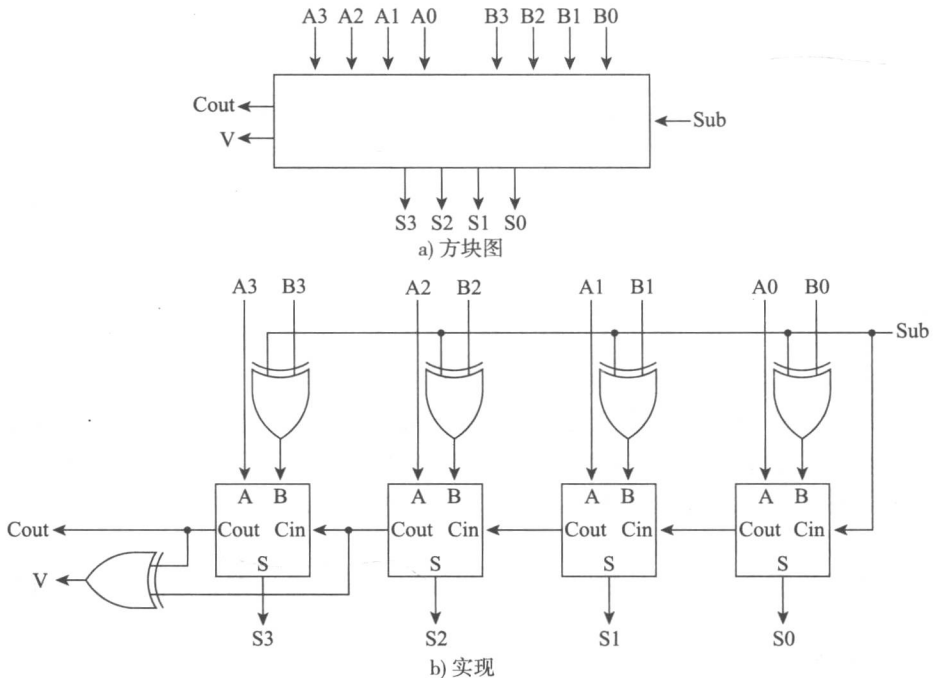 A3 A2 A1 A0 B3 B2 B1 B0
Cout
Sub
V
S3 S2 S1 S0
a) 方块图
A3 B3 A2 B2 A1 B1 A0 B0
Sub
A B A B A B A B
Cout Cout Cin Cout Cin Cout Cin Cout Cin
S S S S
V
S3 S2 S1 S0
b) 实现